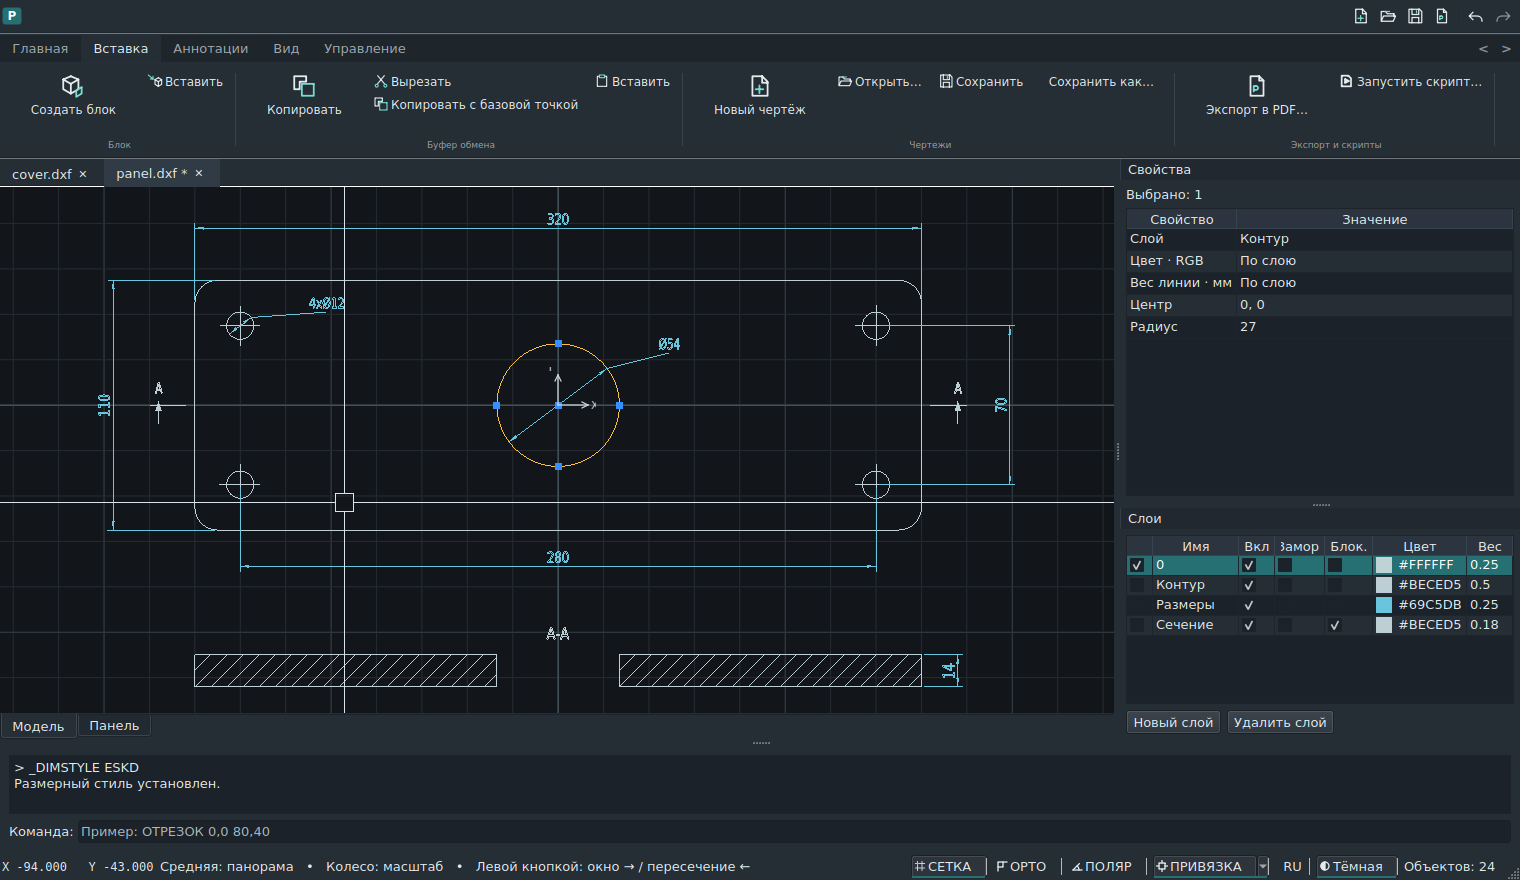 P
Главная Вставка Аннотации Вид Управление < >
Создать блок
Вставить
Блок
Копировать
Вырезать
Копировать с базовой точкой
Вставить
Буфер обмена
Новый чертёж
Открыть...
Сохранить
Сохранить как...
Чертежи
Экспорт в PDF...
Запустить скрипт...
Экспорт и скрипты
cover.dxf × panel.dxf * ×
320
4xØ12
Ø54
A
A
110
70
X
280
A-A
14
Модель Панель
Свойства
Выбрано: 1
Свойство Значение
Слой Контур
Цвет · RGB По слою
Вес линии · мм По слою
Центр 0, 0
Радиус 27
Слои
Имя Вкл Замор Блок. Цвет Вес
0 #FFFFFF 0.25
Контур #BECED5 0.5
Размеры #69C5DB 0.25
Сечение #BECED5 0.18
Новый слой Удалить слой
> _DIMSTYLE ESKD
Размерный стиль установлен.
Команда: Пример: ОТРЕЗОК 0,0 80,40
X -94.000 Y -43.000 Средняя: панорама • Колесо: масштаб • Левой кнопкой: окно → / пересечение ← СЕТКА ОРТО ПОЛЯР ПРИВЯЗКА RU Тёмная Объектов: 24